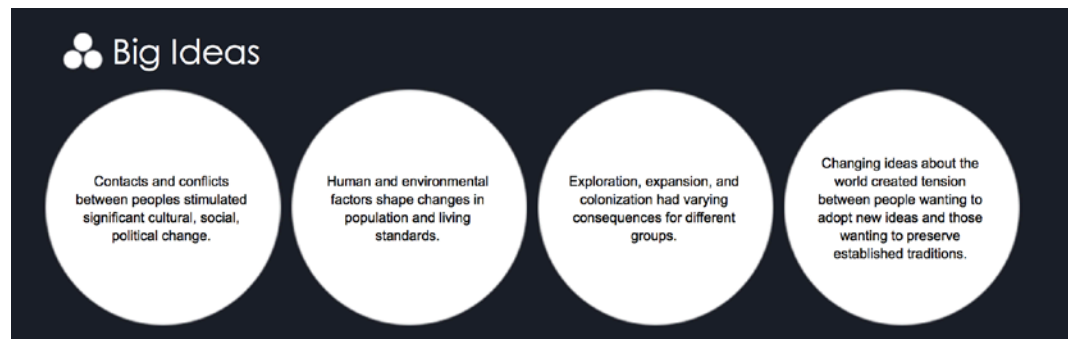 Big Ideas
Contacts and conflicts
between peoples stimulated
significant cultural, social,
political change.
Human and environmental
factors shape changes in
population and living
standards.
Exploration, expansion, and
colonization had varying
consequences for different
groups.
Changing ideas about the
world created tension
between people wanting to
adopt new ideas and those
wanting to preserve
established traditions.